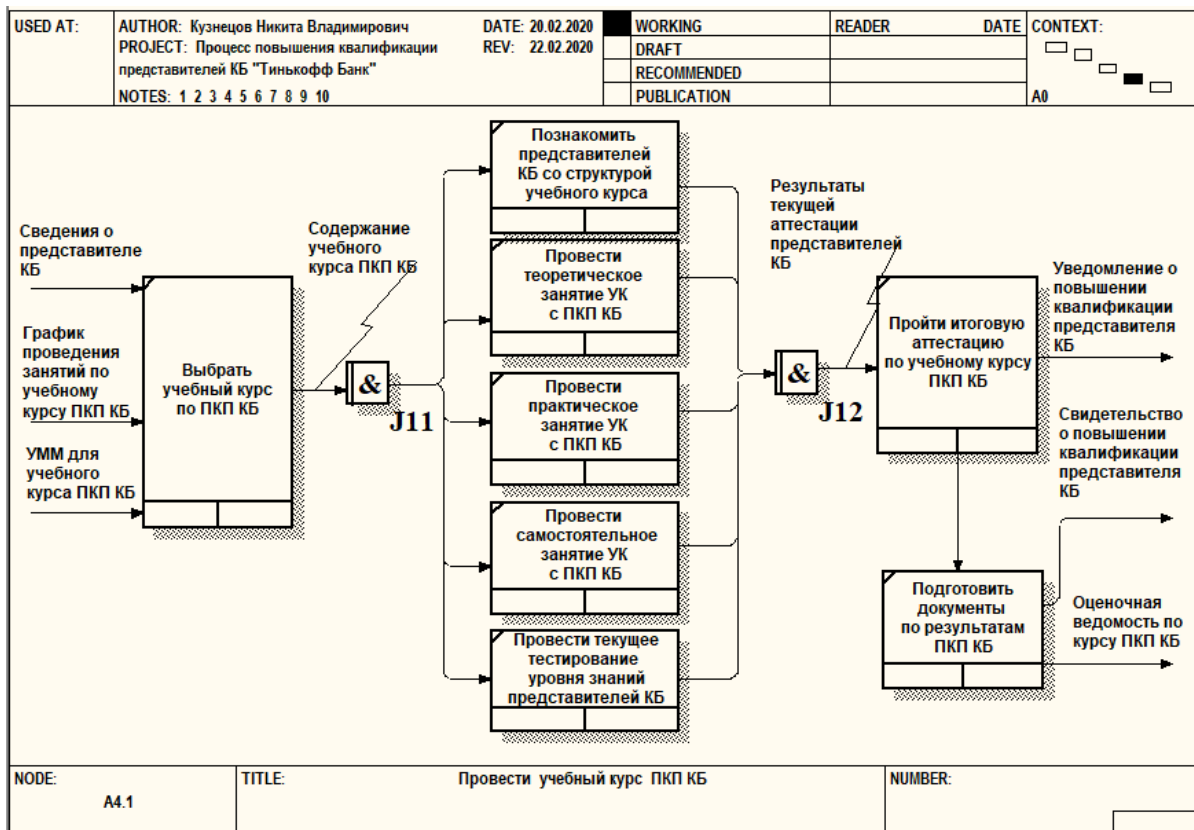 USED AT:
AUTHOR: Кузнецов Никита Владимирович
DATE: 20.02.2020
PROJECT: Процесс повышения квалификации
REV: 22.02.2020
представителей КБ "Тинькофф Банк"
NOTES: 1 2 3 4 5 6 7 8 9 10
WORKING
DRAFT
RECOMMENDED
PUBLICATION
READER
DATE
CONTEXT:
A0
Сведения о
представителе
КБ
График
проведения
занятий по
учебному
курсу ПКП КБ
УММ для
учебного
курса ПКП КБ
Выбрать
учебный курс
по ПКП КБ
Содержание
учебного
курса ПКП КБ
&
J11
Познакомить
представителей
КБ со структурой
учебного курса
Провести
теоретическое
занятие УК
с ПКП КБ
Провести
практическое
занятие УК
с ПКП КБ
Провести
самостоятельное
занятие УК
с ПКП КБ
Провести текущее
тестирование
уровня знаний
представителей КБ
&
J12
Результаты
текущей
аттестации
представителей
КБ
Пройти итоговую
аттестацию
по учебному курсу
ПКП КБ
Подготовить
документы
по результатам
ПКП КБ
Уведомление о
повышении
квалификации
представителя
КБ
Свидетельство
о повышении
квалификации
представителя
КБ
Оценочная
ведомость по
курсу ПКП КБ
NODE:
A4.1
TITLE:
Провести учебный курс ПКП КБ
NUMBER: